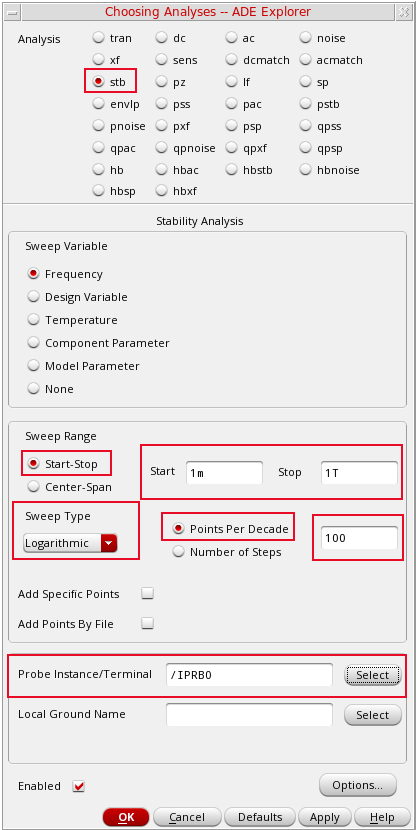 Choosing Analyses -- ADE Explorer
Analysis tran dc ac noise
xf sens dcmatch acmatch
stb pz lf sp
envlp pss pac pstb
pnoise pxf psp qpss
qpac qpnoise qpxf qpsp
hb hbac hbstb hbnoise
hbsp hbxf
Stability Analysis
Sweep Variable
Frequency
Design Variable
Temperature
Component Parameter
Model Parameter
None
Sweep Range
Start-Stop
Center-Span
Start 1m Stop 1T
Sweep Type
Logarithmic
Points Per Decade
Number of Steps
100
Add Specific Points
Add Points By File
Probe Instance/Terminal /IPRB0 Select
Local Ground Name Select
Enabled Options...
OK Cancel Defaults Apply Help